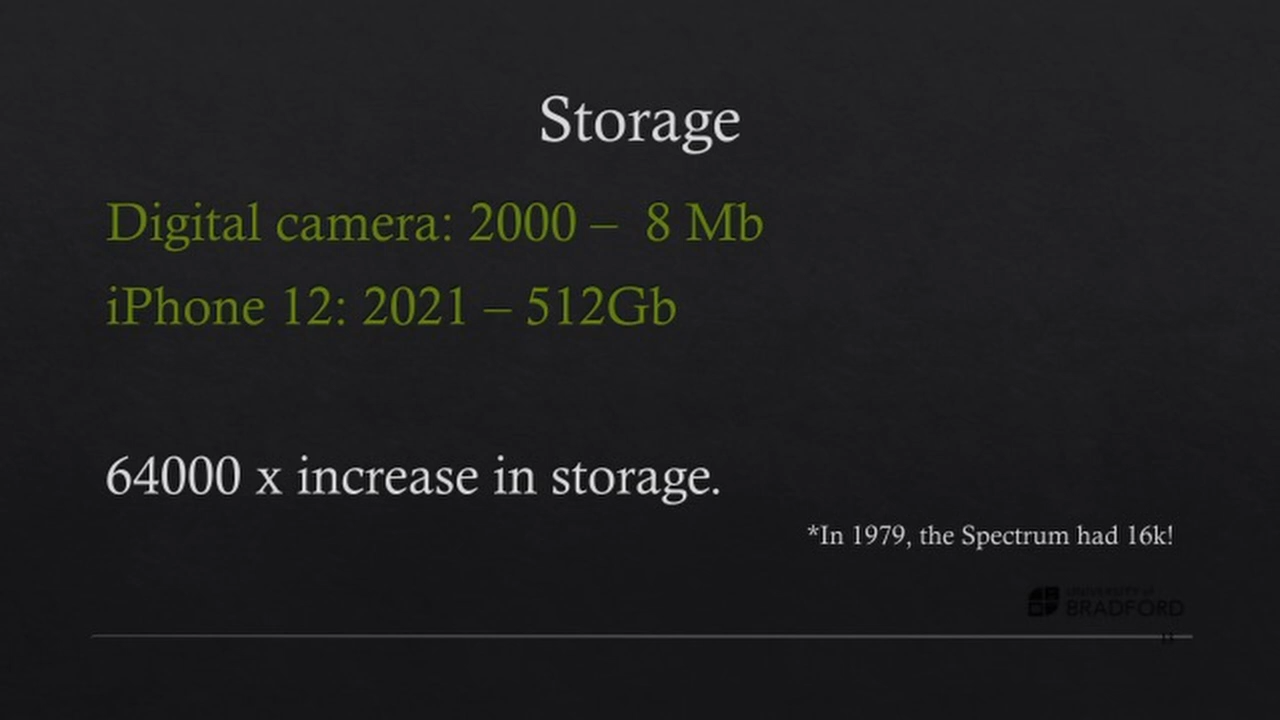 Storage
Digital camera: 2000 – 8 Mb
iPhone 12: 2021 – 512Gb
64000 x increase in storage.
*In 1979, the Spectrum had 16k!
UNIVERSITY of
BRADFORD